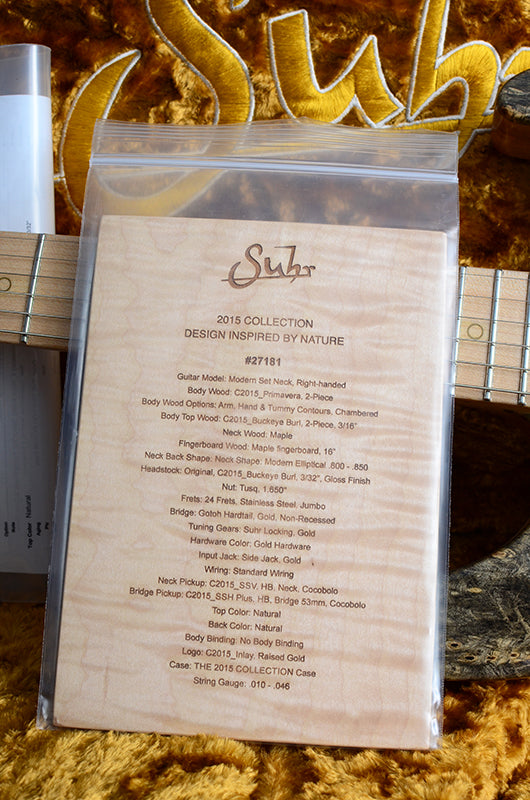 Suhr
Suhr
2015 COLLECTION
DESIGN INSPIRED BY NATURE
#27181
Guitar Model: Modern Set Neck, Right-handed
Body Wood: C2015_Primavera, 2-Piece
Body Wood Options: Arm, Hand & Tummy Contours, Chambered
Body Top Wood: C2015_Buckeye Burl, 2-Piece, 3/16"
Neck Wood: Maple
Fingerboard Wood: Maple fingerboard, 16"
Neck Back Shape: Neck Shape: Modern Elliptical .800 - .850
Headstock: Original, C2015_Buckeye Burl, 3/32", Gloss Finish
Nut: Tusq, 1.650"
Frets: 24 Frets, Stainless Steel, Jumbo
Bridge: Gotoh Hardtail, Gold, Non-Recessed
Tuning Gears: Suhr Locking, Gold
Hardware Color: Gold Hardware
Input Jack: Side Jack, Gold
Wiring: Standard Wiring
Neck Pickup: C2015_SSV, HB, Neck, Cocobolo
Bridge Pickup: C2015_SSH Plus, HB, Bridge 53mm, Cocobolo
Top Color: Natural
Back Color: Natural
Body Binding: No Body Binding
Logo: C2015_Inlay, Raised Gold
Case: THE 2015 COLLECTION Case
String Gauge: .010 - .046
Top Color Natural
Aging